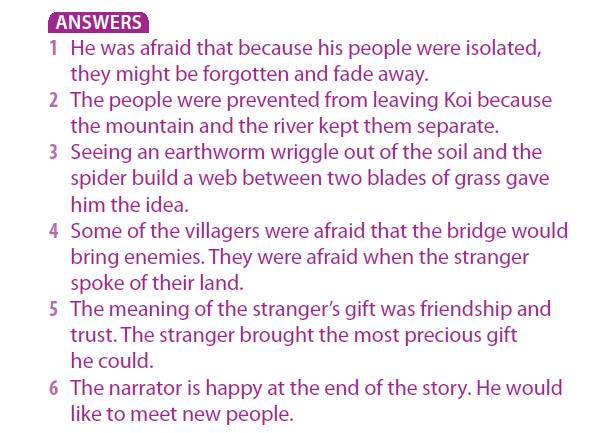 ANSWERS
1 He was afraid that because his people were isolated,
they might be forgotten and fade away.
2 The people were prevented from leaving Koi because
the mountain and the river kept them separate.
3 Seeing an earthworm wriggle out of the soil and the
spider build a web between two blades of grass gave
him the idea.
4 Some of the villagers were afraid that the bridge would
bring enemies. They were afraid when the stranger
spoke of their land.
5 The meaning of the stranger's gift was friendship and
trust. The stranger brought the most precious gift
he could.
6 The narrator is happy at the end of the story. He would
like to meet new people.